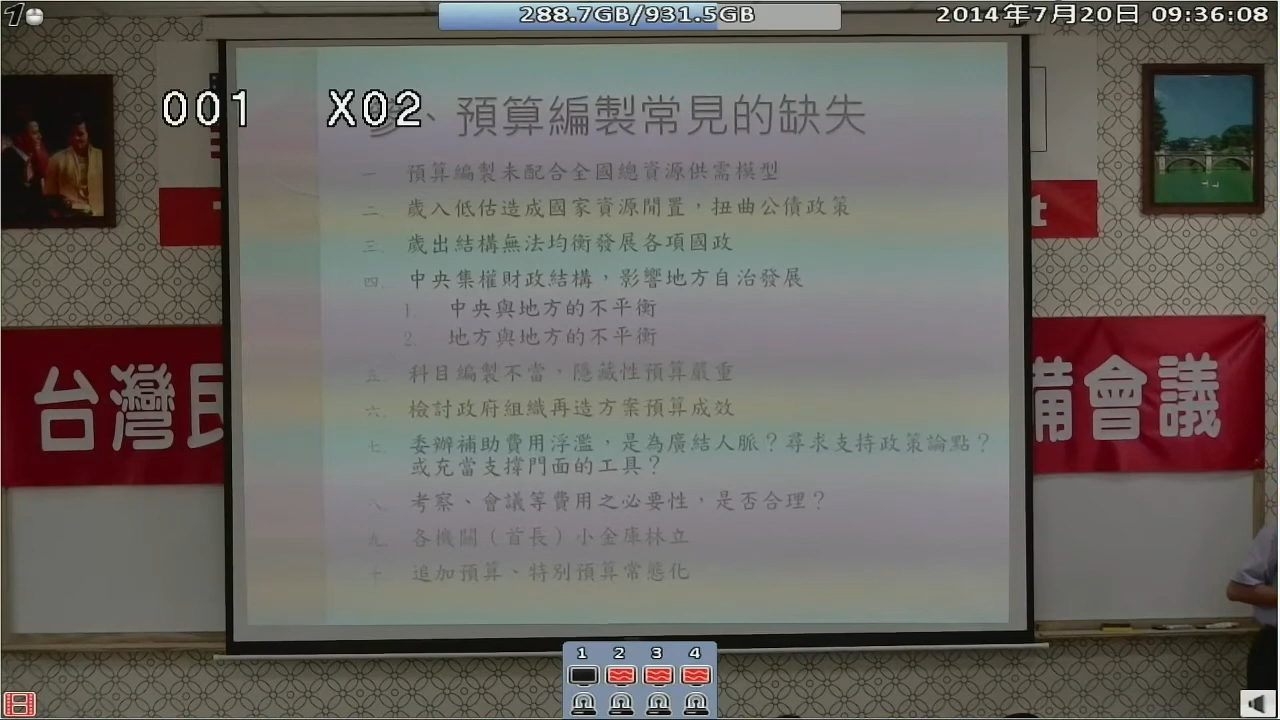 1
288.7GB/931.5GB
2014年7月20日 09:36:08
001 X02
參、預算編製常見的缺失
一 預算編製未配合全國總資源供需模型
二. 歲入低估造成國家資源閒置，扭曲公債政策
三. 歲出結構無法均衡發展各項國政
四. 中央集權財政結構，影響地方自治發展
1. 中央與地方的不平衡
2. 地方與地方的不平衡
五. 科目編製不當，隱藏性預算嚴重
六. 檢討政府組織再造方案預算成效
七. 委辦補助費用浮濫，是為廣結人脈？尋求支持政策論點？
或充當支撐門面的工具？
八. 考察、會議等費用之必要性，是否合理？
九. 各機關（首長）小金庫林立
十. 追加預算、特別預算常態化
t
台灣民
備會議
1 2 3 4